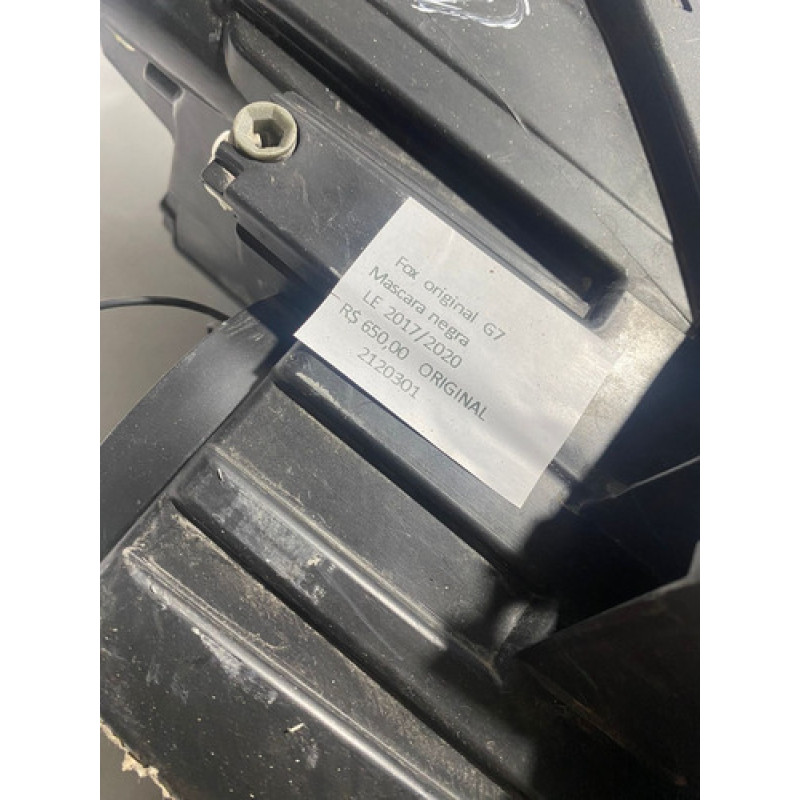 Fox original G7
Mascara negra
LE 2017/2020
R$ 650,00 ORIGINAL
2120301